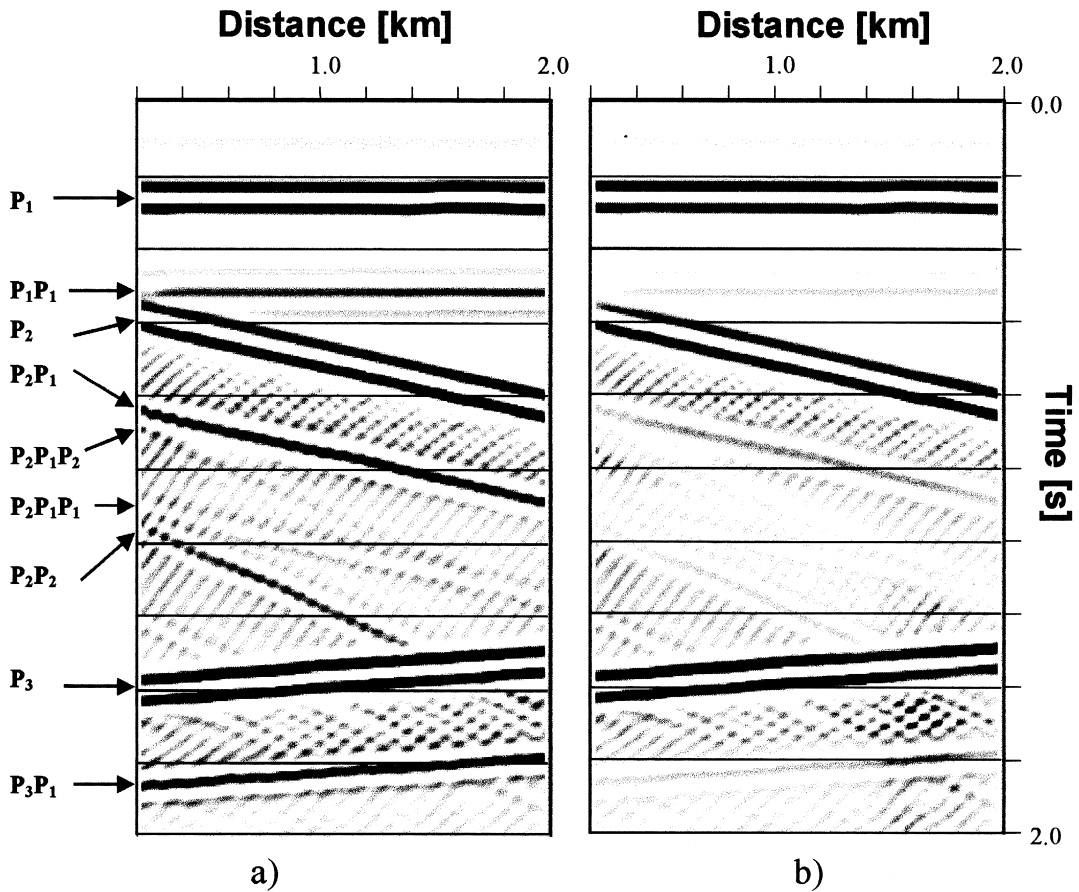 Distance [km]
Distance [km]
1.0
2.0
1.0
2.0
0.0
P₁
P₁P₁
P₂
P₂P₁
P₂P₁P₂
P₂P₁P₁
P₂P₂
P₃
P₃P₁
Time [s]
2.0
a)
b)